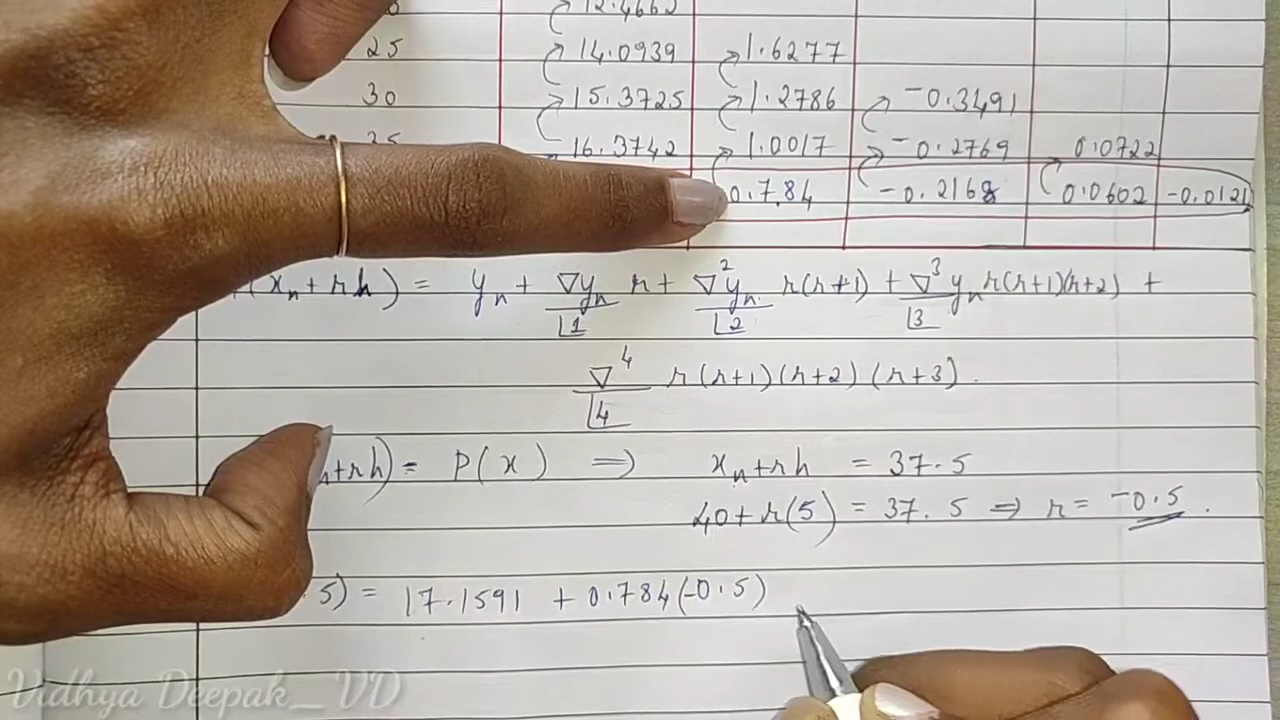 12.4662
25 14.0939 1.6277
30 15.3725 1.2786 -0.3491
35 16.3742 1.0017 -0.2769 0.0722
0.784 -0.2168 0.0602 -0.0121
(xn+rh) = yn + ∇yn/⌊1 r + ∇²yn/⌊2 r(r+1) + ∇³yn/⌊3 r(r+1)(r+2) +
∇⁴/⌊4 r(r+1)(r+2)(r+3).
n+rh) = P(x) ⇒ xn+rh = 37.5
40+r(5) = 37.5 ⇒ r = -0.5.
5) = 17.1591 + 0.784(-0.5)
Vidhya Deepak_VD